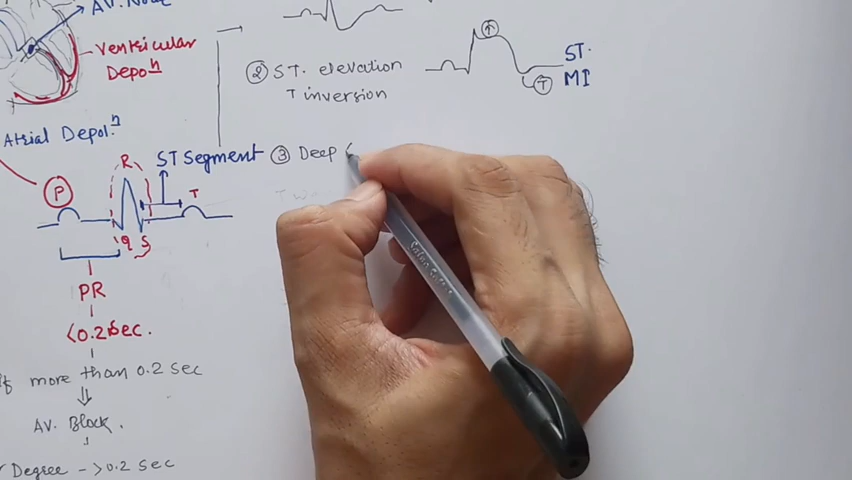 AV. Node
Ventricular
Depoⁿ
Atrial Depol.ⁿ
P
R
Q S
ST Segment
T
PR
<0.2 Sec.
If more than 0.2 Sec
AV. Block.
Degree -> 0.2 Sec
② ST. elevation
T inversion
↑
T
ST.
MI
③ Deep